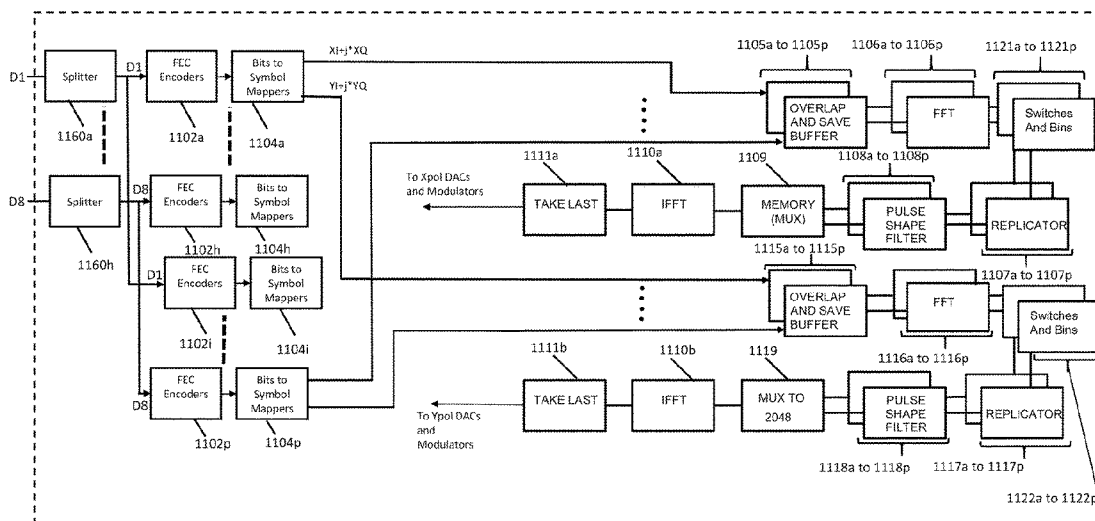 1105a to 1105p
1106a to 1106p
1121a to 1121p
XI+j*XQ
D1
Splitter
D1
FEC
Encoders
Bits to
Symbol
Mappers
YI+j*YQ
1160a
1102a
1104a
OVERLAP
AND SAVE
BUFFER
FFT
Switches
And Bins
1111a
1110a
1109
1108a to 1108p
To Xpol DACs
and Modulators
TAKE LAST
IFFT
MEMORY
(MUX)
PULSE
SHAPE
FILTER
REPLICATOR
D8
Splitter
D8
FEC
Encoders
Bits to
Symbol
Mappers
1160h
1102h
1104h
1115a to 1115p
1107a to 1107p
D1
FEC
Encoders
Bits to
Symbol
Mappers
OVERLAP
AND SAVE
BUFFER
FFT
Switches
And Bins
1102i
1104i
1111b
1110b
1119
1116a to 1116p
D8
FEC
Encoders
Bits to
Symbol
Mappers
To Ypol DACs
and
Modulators
TAKE LAST
IFFT
MUX TO
2048
PULSE
SHAPE
FILTER
REPLICATOR
1102p
1104p
1118a to 1118p
1117a to 1117p
1122a to 1122p